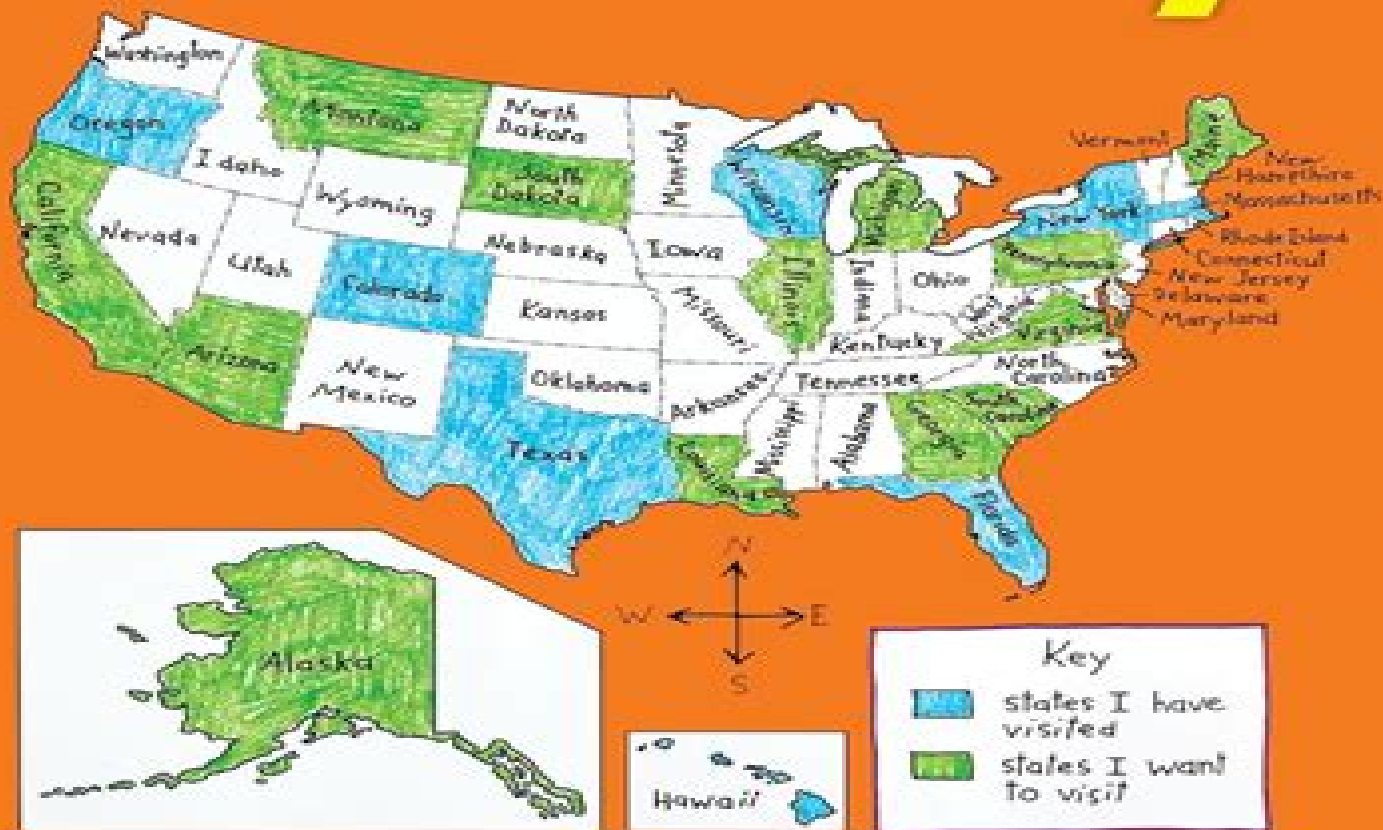 Washington
Oregon
Montana
North
Dakota
Minnesota
Idaho
South
Dakota
Wisconsin
Michigan
Maine
Vermont
New
Hampshire
Massachusetts
New York
Rhode Island
Connecticut
New Jersey
Delaware
Maryland
California
Nevada
Wyoming
Nebraska
Iowa
Utah
Colorado
Kansas
Missouri
Illinois
Indiana
Ohio
Pennsylvania
West
Virginia
Virginia
Kentucky
Arizona
New
Mexico
Oklahoma
Arkansas
Tennessee
North
Carolina
South
Carolina
Texas
Louisiana
Mississippi
Alabama
Georgia
Florida
N
W
E
S
Alaska
Hawaii
Key
states I have
visited
states I want
to visit